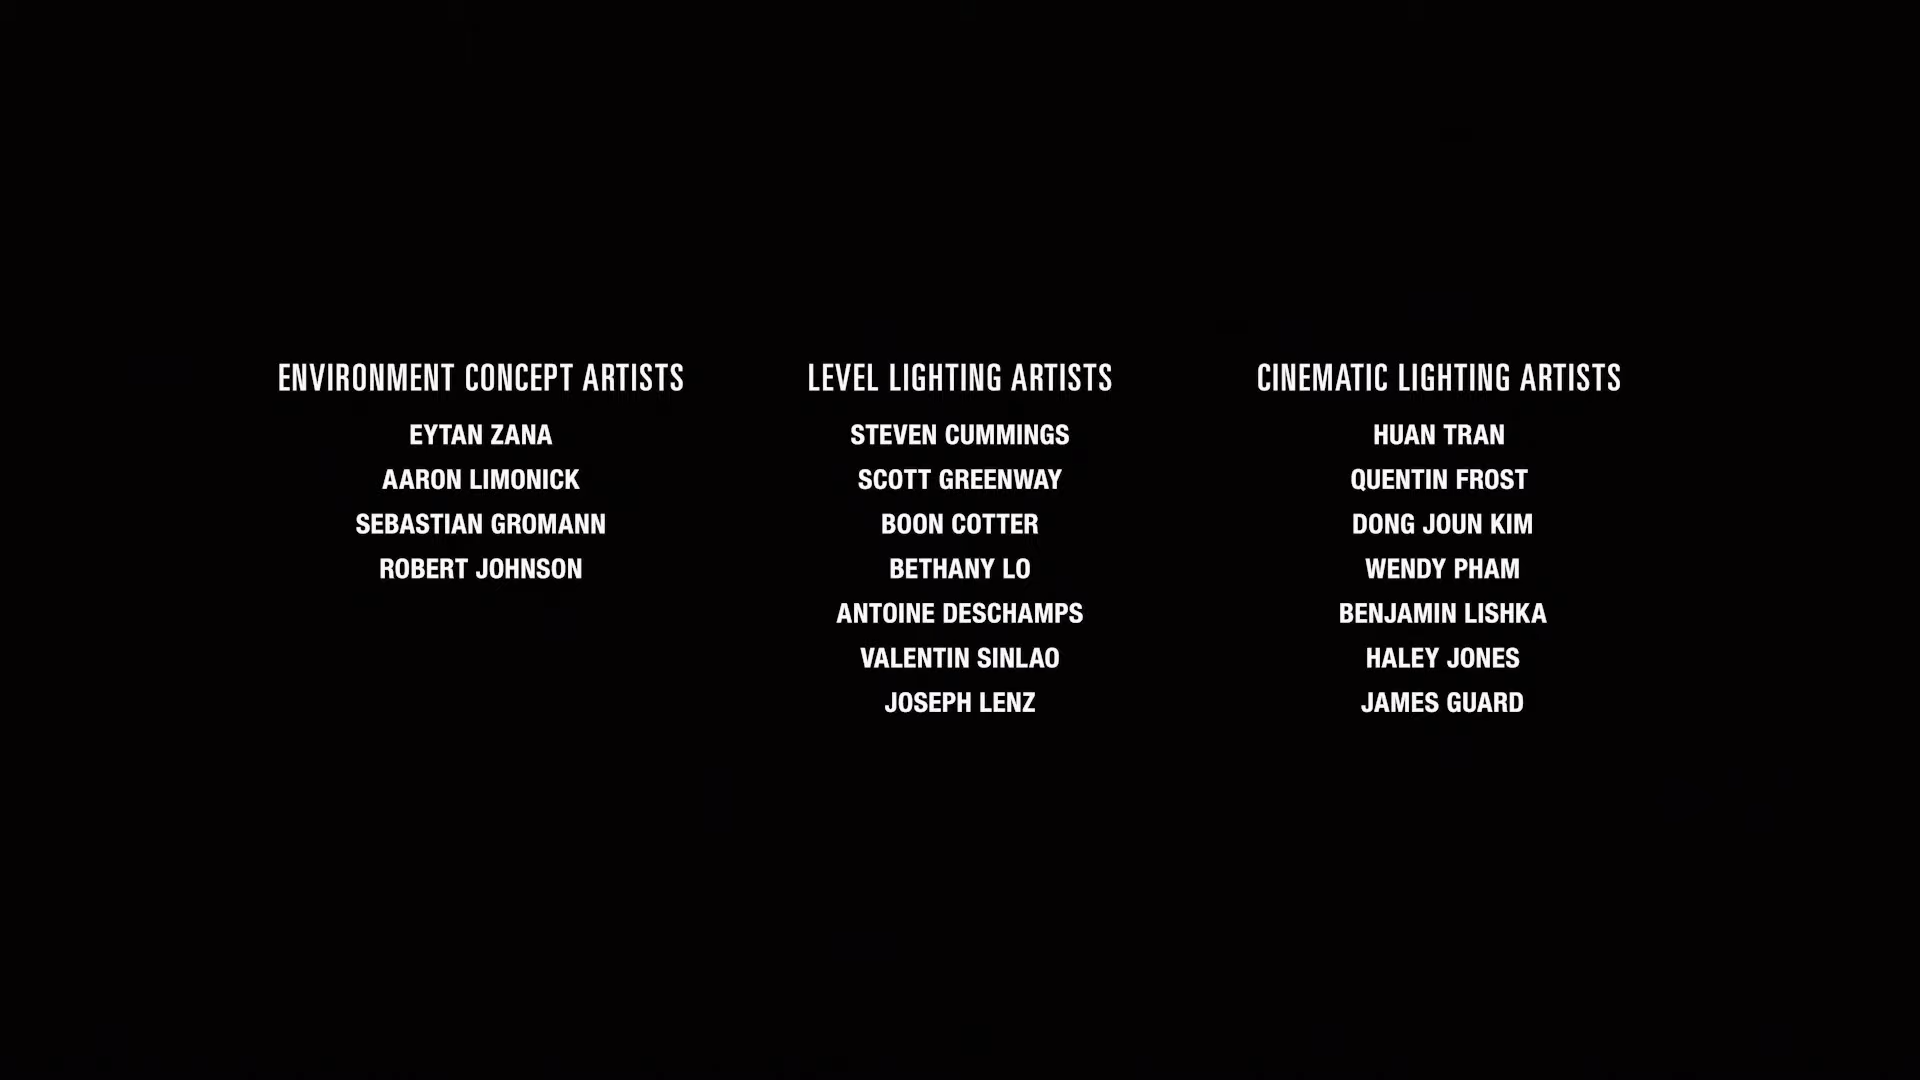 ENVIRONMENT CONCEPT ARTISTS
EYTAN ZANA
AARON LIMONICK
SEBASTIAN GROMANN
ROBERT JOHNSON
LEVEL LIGHTING ARTISTS
STEVEN CUMMINGS
SCOTT GREENWAY
BOON COTTER
BETHANY LO
ANTOINE DESCHAMPS
VALENTIN SINLAO
JOSEPH LENZ
CINEMATIC LIGHTING ARTISTS
HUAN TRAN
QUENTIN FROST
DONG JOUN KIM
WENDY PHAM
BENJAMIN LISHKA
HALEY JONES
JAMES GUARD